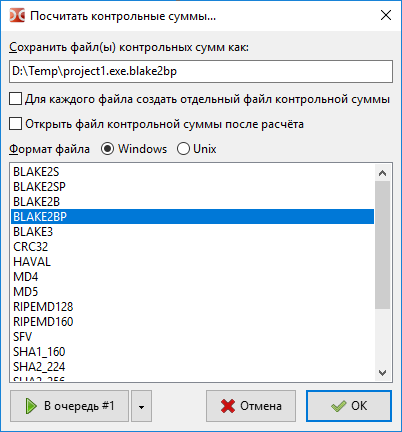 Посчитать контрольные суммы...
Сохранить файл(ы) контрольных сумм как:
D:\Temp\project1.exe.blake2bp
Для каждого файла создать отдельный файл контрольной суммы
Открыть файл контрольной суммы после расчёта
Формат файла Windows Unix
BLAKE2S
BLAKE2SP
BLAKE2B
BLAKE2BP
BLAKE3
CRC32
HAVAL
MD4
MD5
RIPEMD128
RIPEMD160
SFV
SHA1_160
SHA2_224
SHA2_256
В очередь #1 Отмена ОК